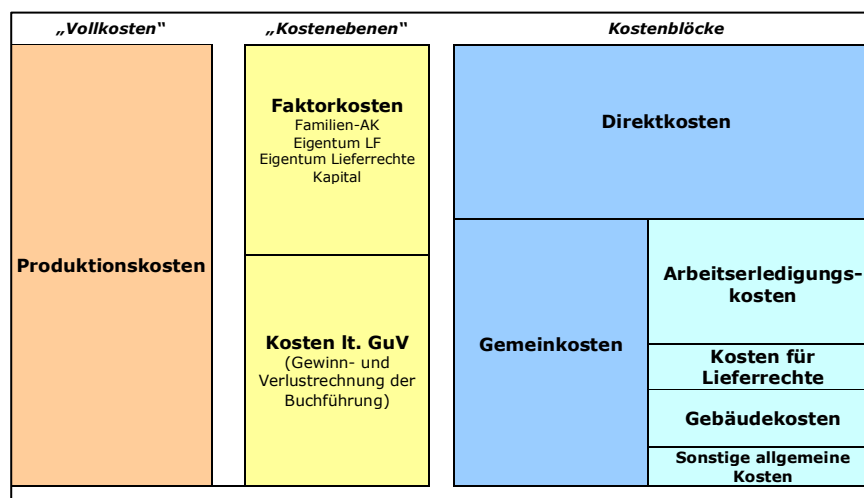 „Vollkosten“
„Kostenebenen“
Kostenblöcke
Produktionskosten
Faktorkosten
Familien-AK
Eigentum LF
Eigentum Lieferrechte
Kapital
Kosten lt. GuV
(Gewinn- und
Verlustrechnung der
Buchführung)
Direktkosten
Gemeinkosten
Arbeitserledigungs-
kosten
Kosten für
Lieferrechte
Gebäudekosten
Sonstige allgemeine
Kosten